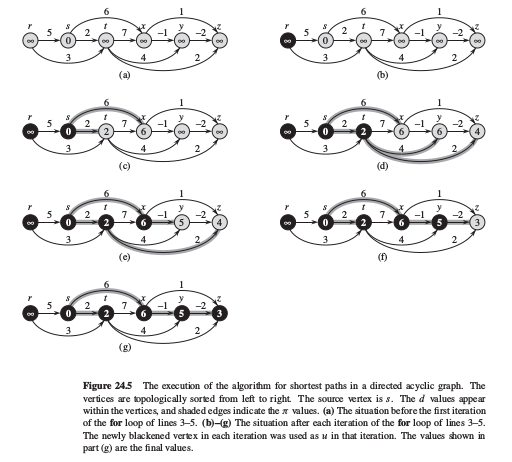 6 1
r s t x y z
5 2 7 −1 −2
∞ 0 ∞ ∞ ∞ ∞
3 4 2
(a)
6 1
r s t x y z
5 2 7 −1 −2
∞ 0 ∞ ∞ ∞ ∞
3 4 2
(b)
6 1
r s t x y z
5 2 7 −1 −2
∞ 0 2 6 ∞ ∞
3 4 2
(c)
6 1
r s t x y z
5 2 7 −1 −2
∞ 0 2 6 6 4
3 4 2
(d)
6 1
r s t x y z
5 2 7 −1 −2
∞ 0 2 6 5 4
3 4 2
(e)
6 1
r s t x y z
5 2 7 −1 −2
∞ 0 2 6 5 3
3 4 2
(f)
6 1
r s t x y z
5 2 7 −1 −2
∞ 0 2 6 5 3
3 4 2
(g)
Figure 24.5 The execution of the algorithm for shortest paths in a directed acyclic graph. The
vertices are topologically sorted from left to right. The source vertex is s. The d values appear
within the vertices, and shaded edges indicate the π values. (a) The situation before the first iteration
of the for loop of lines 3–5. (b)–(g) The situation after each iteration of the for loop of lines 3–5.
The newly blackened vertex in each iteration was used as u in that iteration. The values shown in
part (g) are the final values.